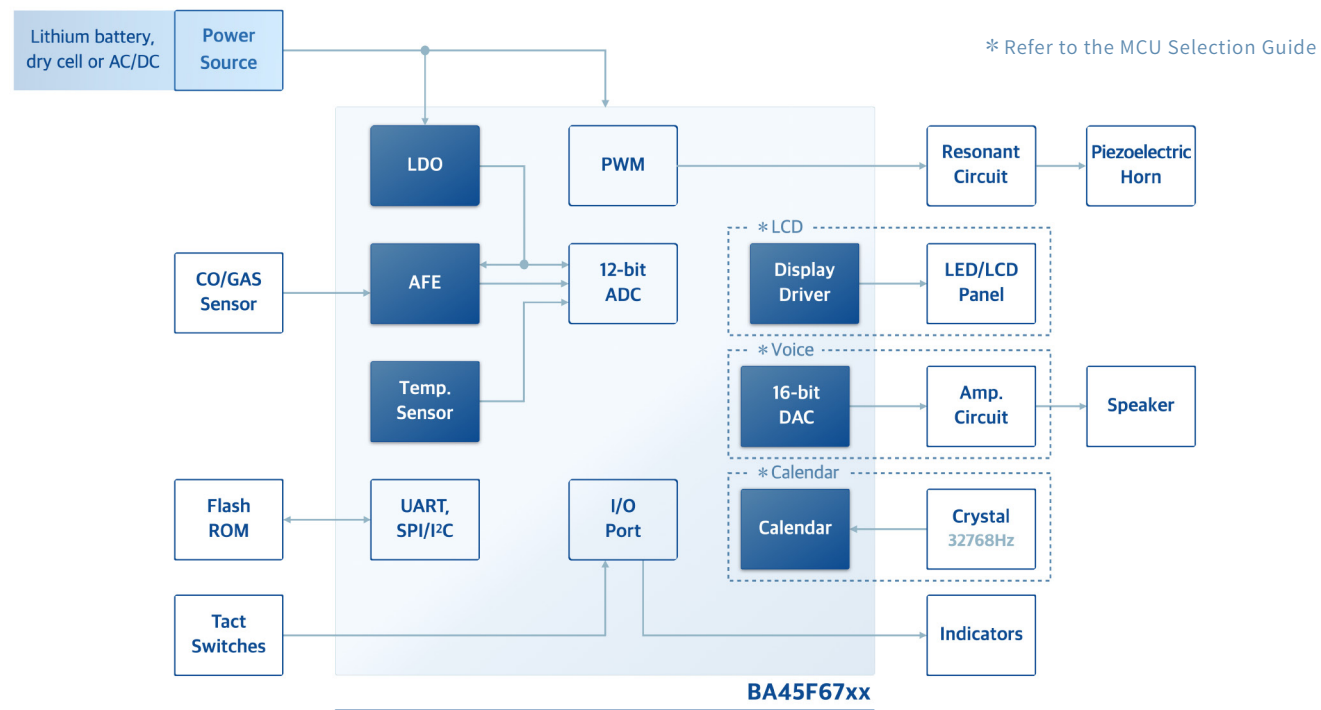 Lithium battery,
dry cell or AC/DC
Power
Source
* Refer to the MCU Selection Guide
LDO
PWM
Resonant
Circuit
Piezoelectric
Horn
CO/GAS
Sensor
AFE
12-bit
ADC
*LCD
Display
Driver
LED/LCD
Panel
Temp.
Sensor
*Voice
16-bit
DAC
Amp.
Circuit
Speaker
Flash
ROM
UART,
SPI/I²C
I/O
Port
*Calendar
Calendar
Crystal
32768Hz
Tact
Switches
Indicators
BA45F67xx